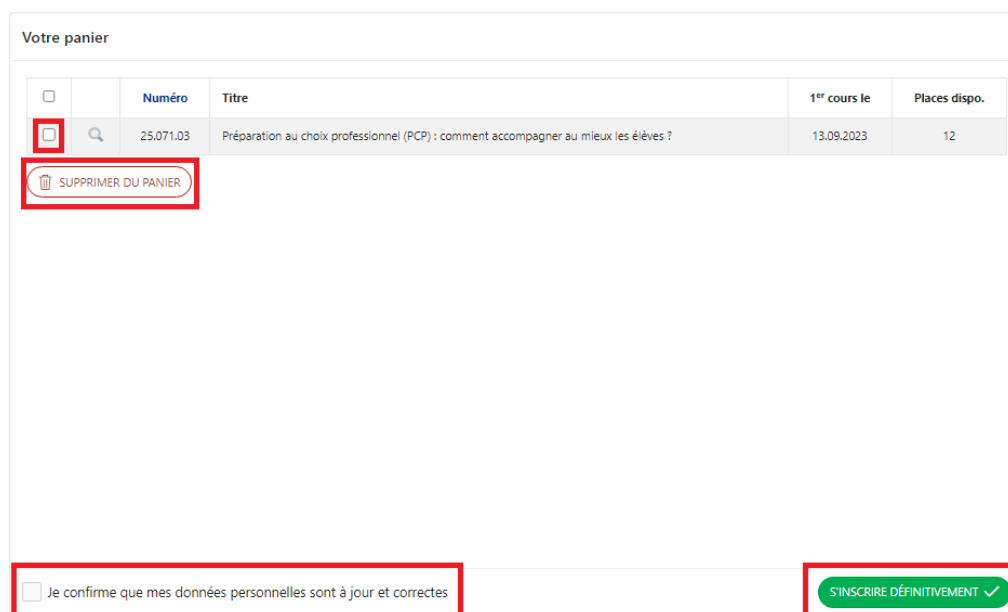 Votre panier
Numéro Titre 1er cours le Places dispo.
25.071.03 Préparation au choix professionnel (PCP) : comment accompagner au mieux les élèves ? 13.09.2023 12
SUPPRIMER DU PANIER
Je confirme que mes données personnelles sont à jour et correctes S'INSCRIRE DÉFINITIVEMENT